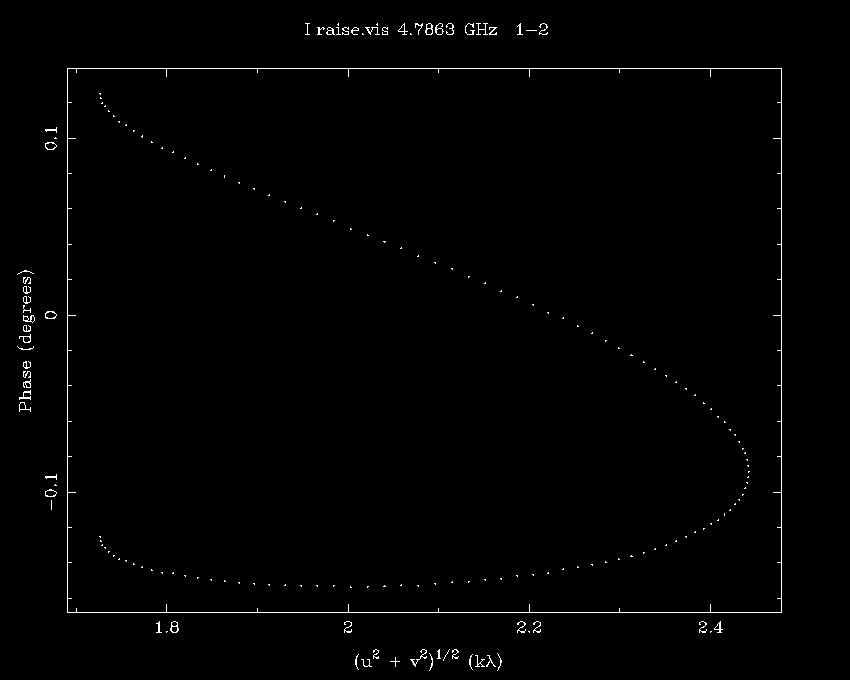 I raise.vis 4.7863 GHz 1−2
0.1
0
−0.1
Phase (degrees)
1.8 2 2.2 2.4
(u² + v²)^1/2 (kλ)